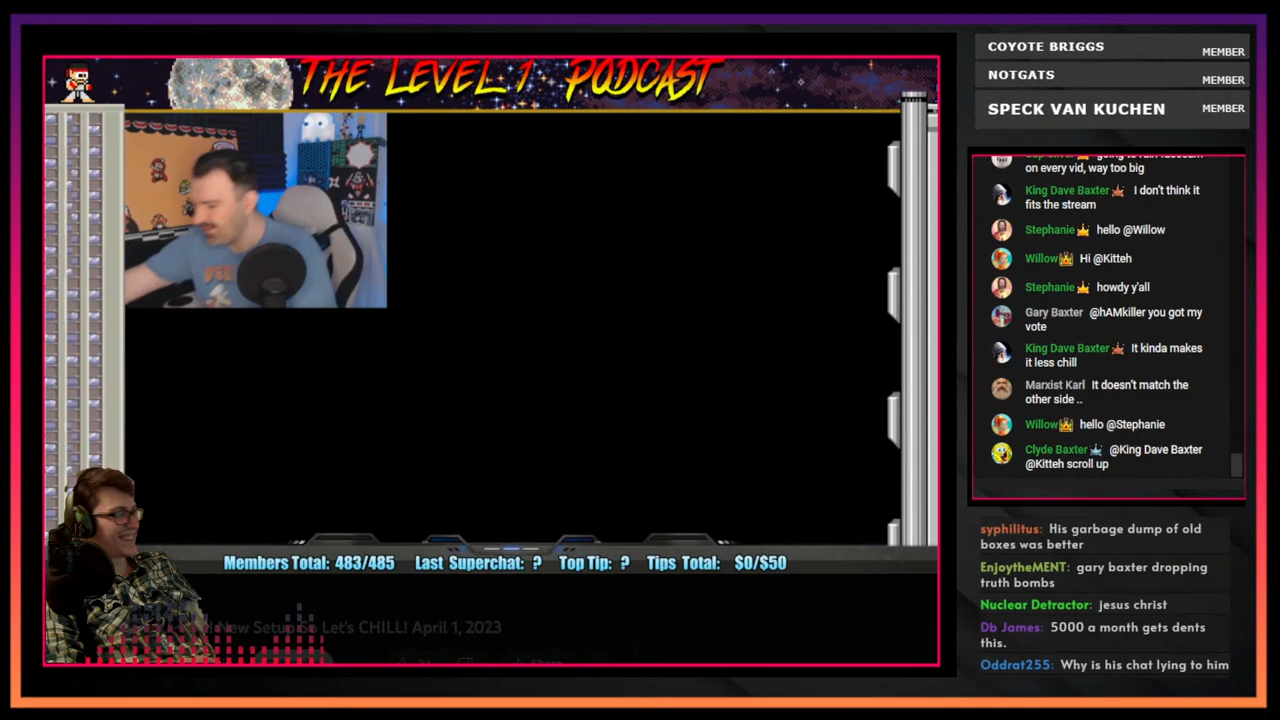 THE LEVEL 1 PODCAST
Members Total: 483/485 Last Superchat: ? Top Tip: ? Tips Total: $0/$50
New Setup So Let's CHILL! April 1, 2023
Share
COYOTE BRIGGS MEMBER
NOTGATS MEMBER
SPECK VAN KUCHEN MEMBER
on every vid, way too big
King Dave Baxter I don't think it
fits the stream
Stephanie hello @Willow
Willow Hi @Kitteh
Stephanie howdy y'all
Gary Baxter @hAMkiller you got my
vote
King Dave Baxter It kinda makes
it less chill
Marxist Karl It doesn't match the
other side ..
Willow hello @Stephanie
Clyde Baxter @King Dave Baxter
@Kitteh scroll up
syphilitus: His garbage dump of old
boxes was better
EnjoytheMENT: gary baxter dropping
truth bombs
Nuclear Detractor: jesus christ
Db James: 5000 a month gets dents
this.
Oddrat255: Why is his chat lying to him